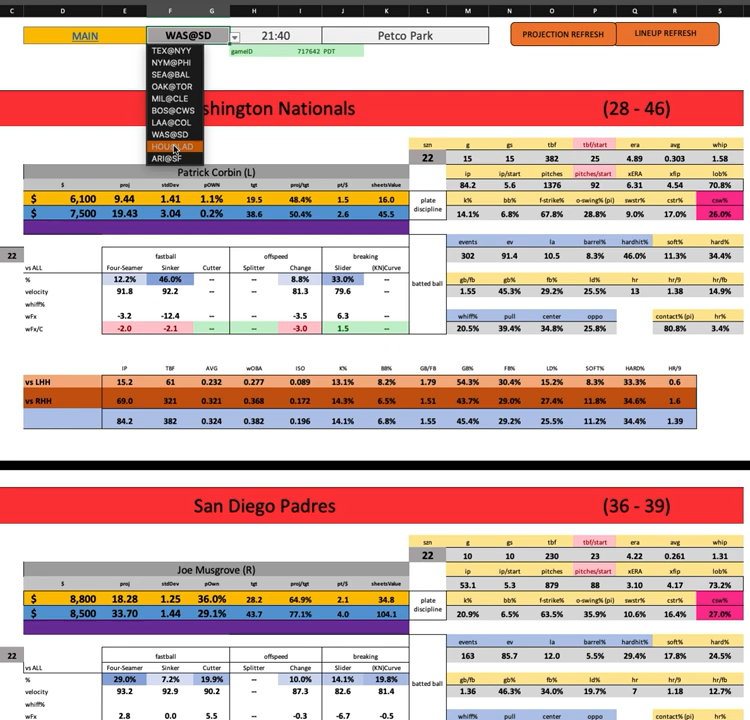 C D E F G H I J K L M N O P Q R S
MAIN WAS@SD 21:40 Petco Park PROJECTION REFRESH LINEUP REFRESH
gameID 717642 PDT
TEX@NYY
NYM@PHI
SEA@BAL
OAK@TOR
MIL@CLE
BOS@CWS
LAA@COL
WAS@SD
HOU@LAD
ARI@SF
shington Nationals (28 - 46)
szn g gs tbf tbf/start era avg whip
22 15 15 382 25 4.89 0.303 1.58
Patrick Corbin (L) ip ip/start pitches pitches/start xERA xfip lob%
$ proj stdDev pOWN tgt proj/tgt pt/$ sheetsValue 84.2 5.6 1376 92 6.31 4.54 70.8%
$ 6,100 9.44 1.41 1.1% 19.5 48.4% 1.5 16.0 plate discipline k% bb% f-strike% o-swing% (pi) swstr% cstr% csw%
$ 7,500 19.43 3.04 0.2% 38.6 50.4% 2.6 45.5 14.1% 6.8% 67.8% 28.8% 9.0% 17.0% 26.0%
events ev la barrel% hardhit% soft% hard%
22 fastball offspeed breaking 302 91.4 10.5 8.3% 46.0% 11.3% 34.4%
vs ALL Four-Seamer Sinker Cutter Splitter Change Slider (KN)Curve batted ball
% 12.2% 46.0% -- -- 8.8% 33.0% -- gb/fb gb% fb% ld% hr hr/9 hr/fb
velocity 91.8 92.2 -- -- 81.3 79.6 -- 1.55 45.3% 29.2% 25.5% 13 1.38 14.9%
whiff%
wFx -3.2 -12.4 -- -- -3.5 6.3 -- whiff% pull center oppo contact% (pi) hr%
wFx/C -2.0 -2.1 -- -- -3.0 1.5 -- 20.5% 39.4% 34.8% 25.8% 80.8% 3.4%
IP TBF AVG wOBA ISO K% BB% GB/FB GB% FB% LD% SOFT% HARD% HR/9
vs LHH 15.2 61 0.232 0.277 0.089 13.1% 8.2% 1.79 54.3% 30.4% 15.2% 8.3% 33.3% 0.6
vs RHH 69.0 321 0.321 0.368 0.172 14.3% 6.5% 1.51 43.7% 29.0% 27.4% 11.8% 34.6% 1.6
84.2 382 0.324 0.382 0.196 14.1% 6.8% 1.55 45.4% 29.2% 25.5% 11.2% 34.4% 1.39
San Diego Padres (36 - 39)
szn g gs tbf tbf/start era avg whip
22 10 10 230 23 4.22 0.261 1.31
Joe Musgrove (R) ip ip/start pitches pitches/start xERA xfip lob%
$ proj stdDev pOwn tgt proj/tgt pt/$ sheetsValue 53.1 5.3 879 88 3.10 4.17 73.2%
$ 8,800 18.28 1.25 36.0% 28.2 64.9% 2.1 34.8 plate discipline k% bb% f-strike% o-swing% (pi) swstr% cstr% csw%
$ 8,500 33.70 1.44 29.1% 43.7 77.1% 4.0 104.1 20.9% 6.5% 63.5% 35.9% 10.6% 16.4% 27.0%
events ev la barrel% hardhit% soft% hard%
22 fastball offspeed breaking 163 85.7 12.0 5.5% 29.4% 17.8% 24.5%
vs ALL Four-Seamer Sinker Cutter Splitter Change Slider (KN)Curve batted ball
% 29.0% 7.2% 19.9% -- 10.0% 14.1% 19.8% gb/fb gb% fb% ld% hr hr/9 hr/fb
velocity 93.2 92.9 90.2 -- 87.3 82.6 81.4 1.36 46.3% 34.0% 19.7% 7 1.18 12.7%
whiff%
wFx 2.8 0.0 5.5 -- -0.3 -6.7 -0.5 whiff% pull center oppo contact% (pi) hr%